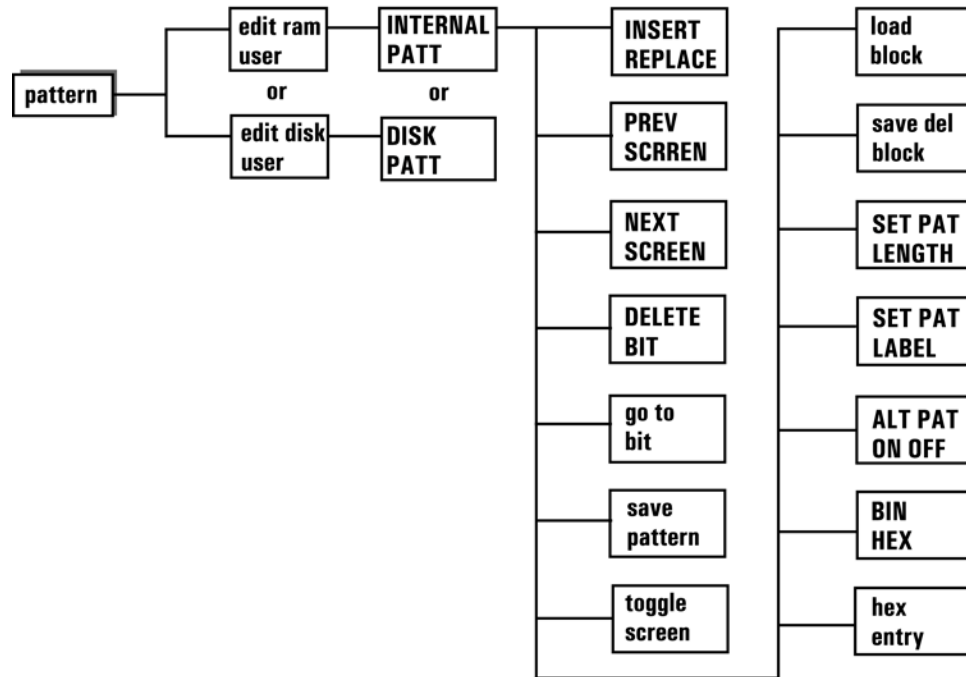 pattern
edit ram
user
or
edit disk
user
INTERNAL
PATT
or
DISK
PATT
INSERT
REPLACE
PREV
SCRREN
NEXT
SCREEN
DELETE
BIT
go to
bit
save
pattern
toggle
screen
load
block
save del
block
SET PAT
LENGTH
SET PAT
LABEL
ALT PAT
ON OFF
BIN
HEX
hex
entry